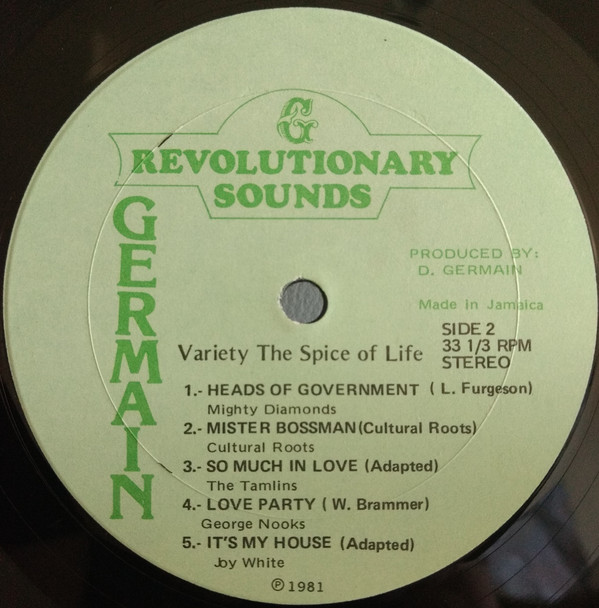 G
REVOLUTIONARY
SOUNDS
GERMAIN
PRODUCED BY:
D. GERMAIN
Made in Jamaica
SIDE 2
33 1/3 RPM
STEREO
Variety The Spice of Life
1.- HEADS OF GOVERNMENT ( L. Furgeson)
Mighty Diamonds
2.- MISTER BOSSMAN(Cultural Roots)
Cultural Roots
3.- SO MUCH IN LOVE (Adapted)
The Tamlins
4.- LOVE PARTY ( W. Brammer)
George Nooks
5.- IT'S MY HOUSE (Adapted)
Joy White
℗ 1981